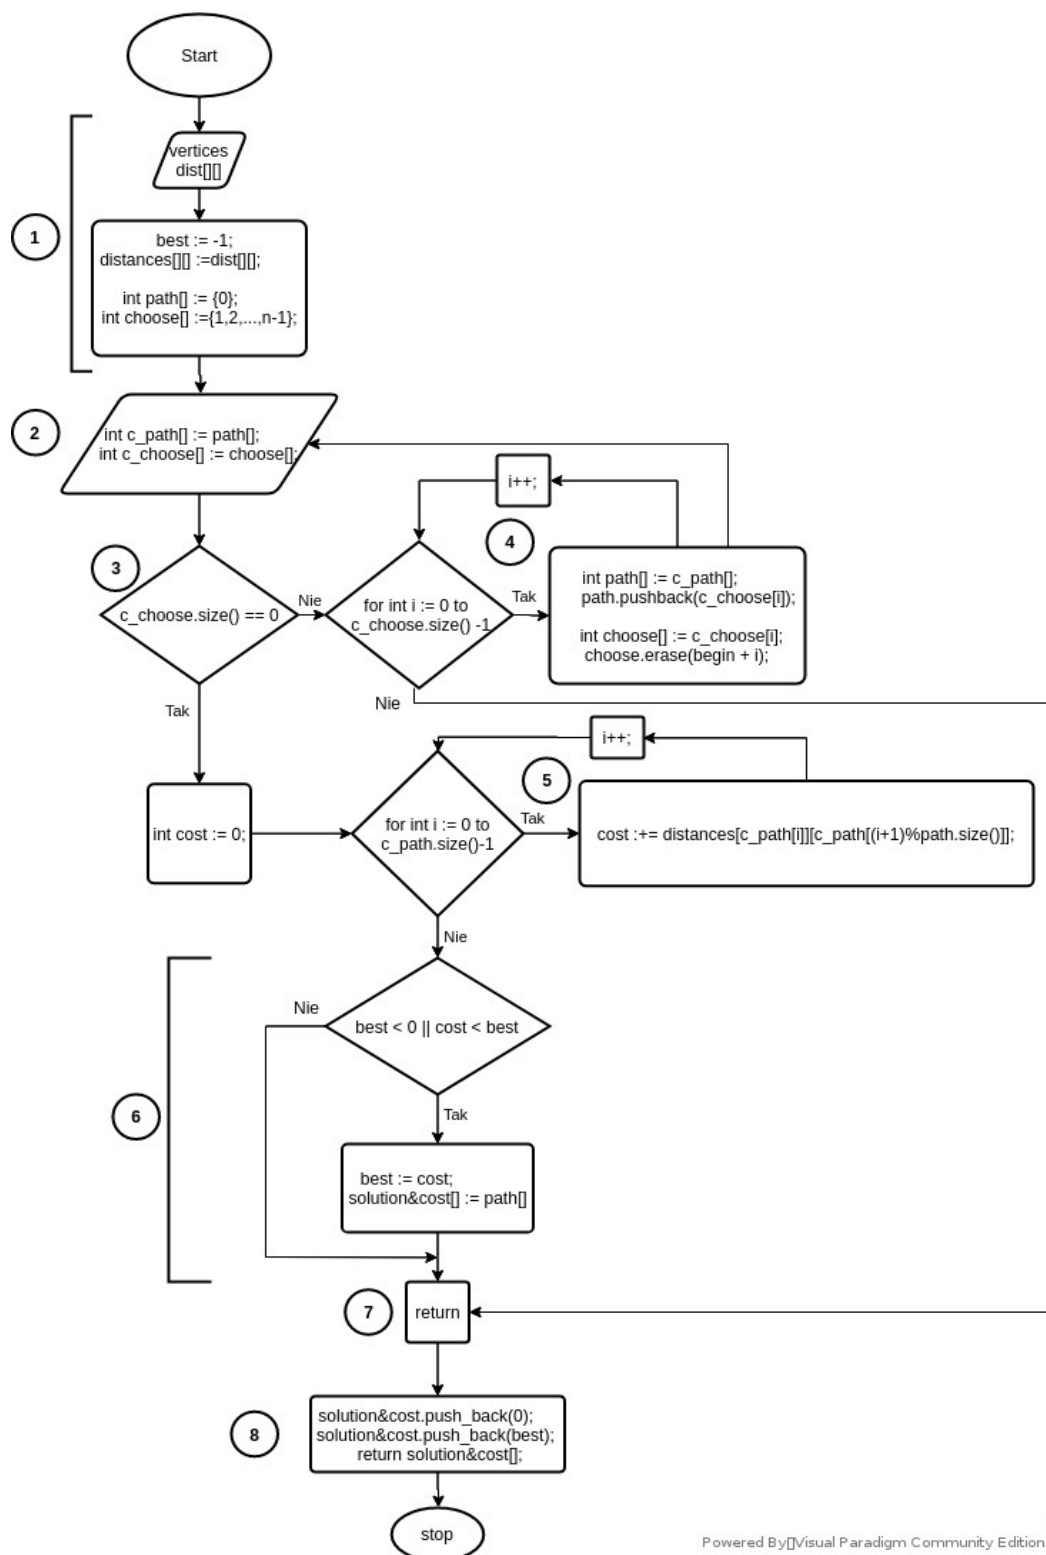 Start
vertices
dist[][]
1
best := -1;
distances[][] :=dist[][];
int path[] := {0};
int choose[] :={1,2,...,n-1};
2
int c_path[] := path[];
int c_choose[] := choose[];
i++;
4
3
c_choose.size() == 0
Nie
for int i := 0 to
c_choose.size() -1
Tak
int path[] := c_path[];
path.pushback(c_choose[i]);
int choose[] := c_choose[i];
choose.erase(begin + i);
Nie
Tak
i++;
5
int cost := 0;
for int i := 0 to
c_path.size()-1
Tak
cost :+= distances[c_path[i]][c_path[(i+1)%path.size()]];
Nie
Nie
best < 0 || cost < best
6
Tak
best := cost;
solution&cost[] := path[]
7
return
8
solution&cost.push_back(0);
solution&cost.push_back(best);
return solution&cost[];
stop
Powered By▯Visual Paradigm Community Edition